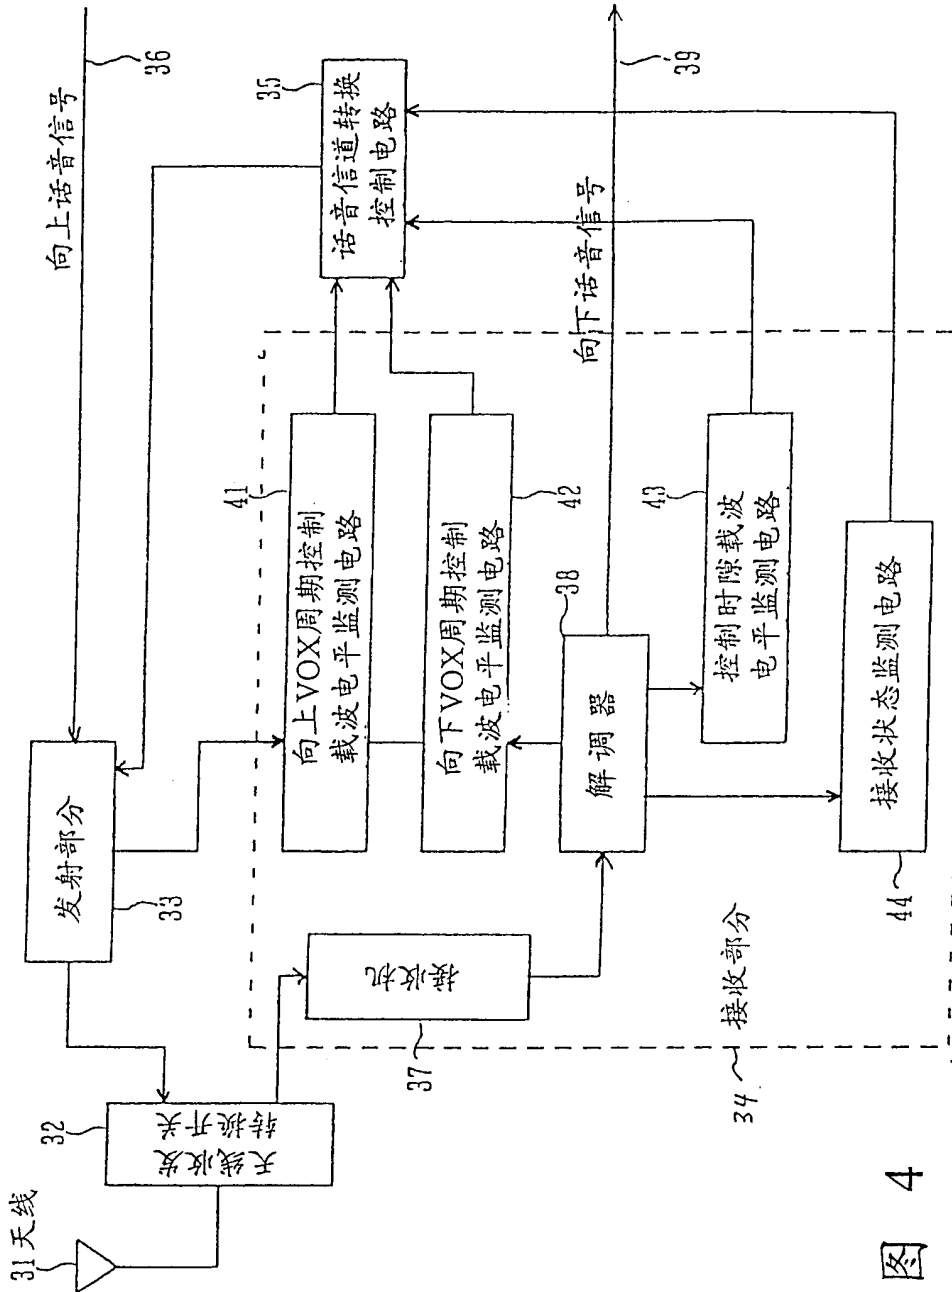 31 天线
32
天线收发
转换开关
发射部分
33
向上话音信号
36
35
话音信道转换
控制电路
41
向上VOX周期控制
载波电平监测电路
42
向下VOX周期控制
载波电平监测电路
接收机
37
38
解调器
向下话音信号
39
43
控制时隙载波
电平监测电路
接收状态监测电路
44
34
接收部分
图 4